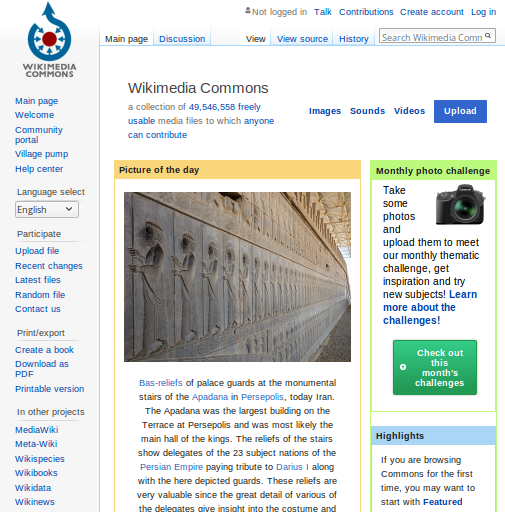 Not logged in Talk Contributions Create account Log in
Main page Discussion View View source History Search Wikimedia Comm
WIKIMEDIA
COMMONS
Main page
Welcome
Community
portal
Village pump
Help center
Language select
English
Participate
Upload file
Recent changes
Latest files
Random file
Contact us
Print/export
Create a book
Download as
PDF
Printable version
In other projects
MediaWiki
Meta-Wiki
Wikispecies
Wikibooks
Wikidata
Wikinews
Wikimedia Commons
a collection of 49,546,558 freely
usable media files to which anyone
can contribute
Images Sounds Videos Upload
Picture of the day
Bas-reliefs of palace guards at the monumental
stairs of the Apadana in Persepolis, today Iran.
The Apadana was the largest building on the
Terrace at Persepolis and was most likely the
main hall of the kings. The reliefs of the stairs
show delegates of the 23 subject nations of the
Persian Empire paying tribute to Darius I along
with the here depicted guards. These reliefs are
very valuable since the great detail of various of
the delegates give insight into the costume and
Monthly photo challenge
Take
some
photos
and
upload them to meet
our monthly thematic
challenge, get
inspiration and try
new subjects! Learn
more about the
challenges!
Check out
this
month's
challenges
Highlights
If you are browsing
Commons for the first
time, you may want to
start with Featured